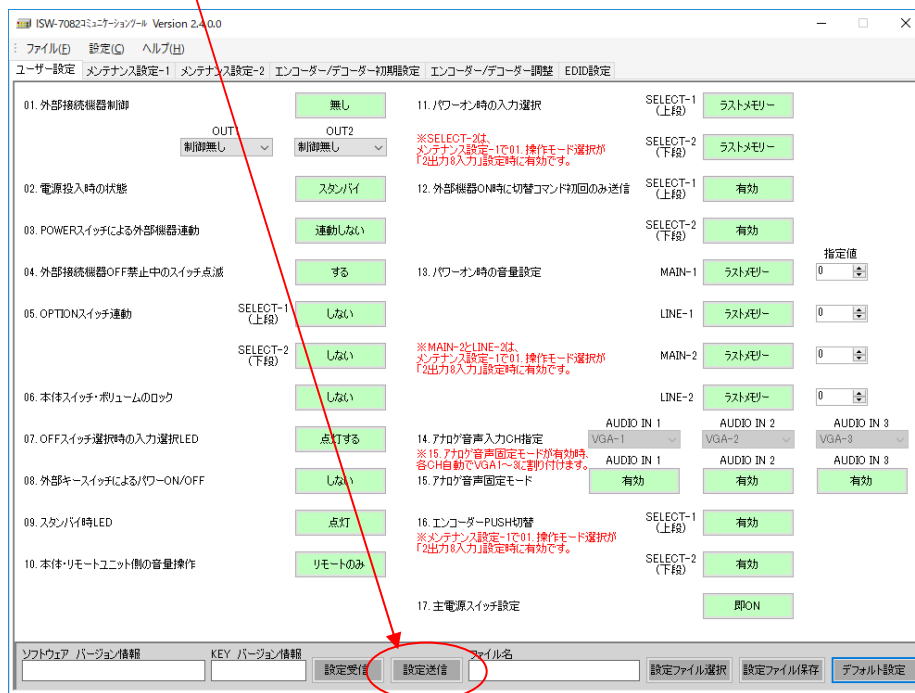 ISW-7082ｺﾐｭﾆｹｰｼｮﾝﾂｰﾙ Version 2.4.0.0
ファイル(F) 設定(C) ヘルプ(H)
ユーザー設定 メンテナンス設定-1 メンテナンス設定-2 エンコーダー/デコーダー初期設定 エンコーダー/デコーダー調整 EDID設定
01. 外部接続機器制御 無し
OUT1 OUT2
制御無し 制御無し
02. 電源投入時の状態 スタンバイ
03. POWERスイッチによる外部機器連動 連動しない
04. 外部接続機器OFF禁止中のスイッチ点滅 する
05. OPTIONスイッチ連動 SELECT-1
(上段) しない
SELECT-2
(下段) しない
06. 本体スイッチ・ボリュームのロック しない
07. OFFスイッチ選択時の入力選択LED 点灯する
08. 外部キースイッチによるパワーON/OFF しない
09. スタンバイ時LED 点灯
10. 本体・リモートユニット側の音量操作 リモートのみ
11. パワーオン時の入力選択 SELECT-1
(上段) ラストメモリー
※SELECT-2は、
メンテナンス設定-1で01. 操作モード選択が
「2出力8入力」設定時に有効です。
SELECT-2
(下段) ラストメモリー
12. 外部機器ON時に切替コマンド初回のみ送信 SELECT-1
(上段) 有効
SELECT-2
(下段) 有効
指定値
13. パワーオン時の音量設定 MAIN-1 ラストメモリー 0
LINE-1 ラストメモリー 0
※MAIN-2とLINE-2は、
メンテナンス設定-1で01. 操作モード選択が
「2出力8入力」設定時に有効です。
MAIN-2 ラストメモリー 0
LINE-2 ラストメモリー 0
AUDIO IN 1 AUDIO IN 2 AUDIO IN 3
14. アナログ音声入力CH指定 VGA-1 VGA-2 VGA-3
※15. アナログ音声固定モードが有効時、
各CH自動でVGA1～3に割り付けます。
AUDIO IN 1 AUDIO IN 2 AUDIO IN 3
15. アナログ音声固定モード 有効 有効 有効
16. エンコーダーPUSH切替 SELECT-1
(上段) 有効
※メンテナンス設定-1で01. 操作モード選択が
「2出力8入力」設定時に有効です。
SELECT-2
(下段) 有効
17. 主電源スイッチ設定 即ON
ソフトウェア バージョン情報 KEY バージョン情報 設定受信 設定送信 ファイル名 設定ファイル選択 設定ファイル保存 デフォルト設定